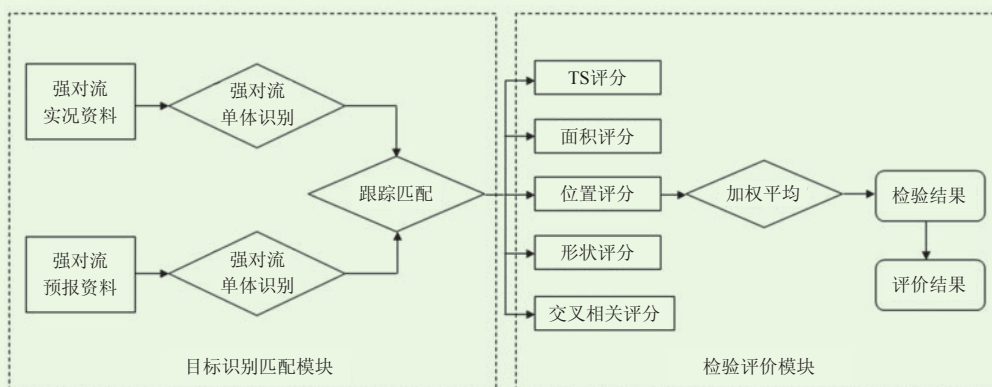 强对流
实况资料
强对流
单体识别
强对流
预报资料
强对流
单体识别
跟踪匹配
目标识别匹配模块
TS评分
面积评分
位置评分
形状评分
交叉相关评分
加权平均
检验结果
评价结果
检验评价模块